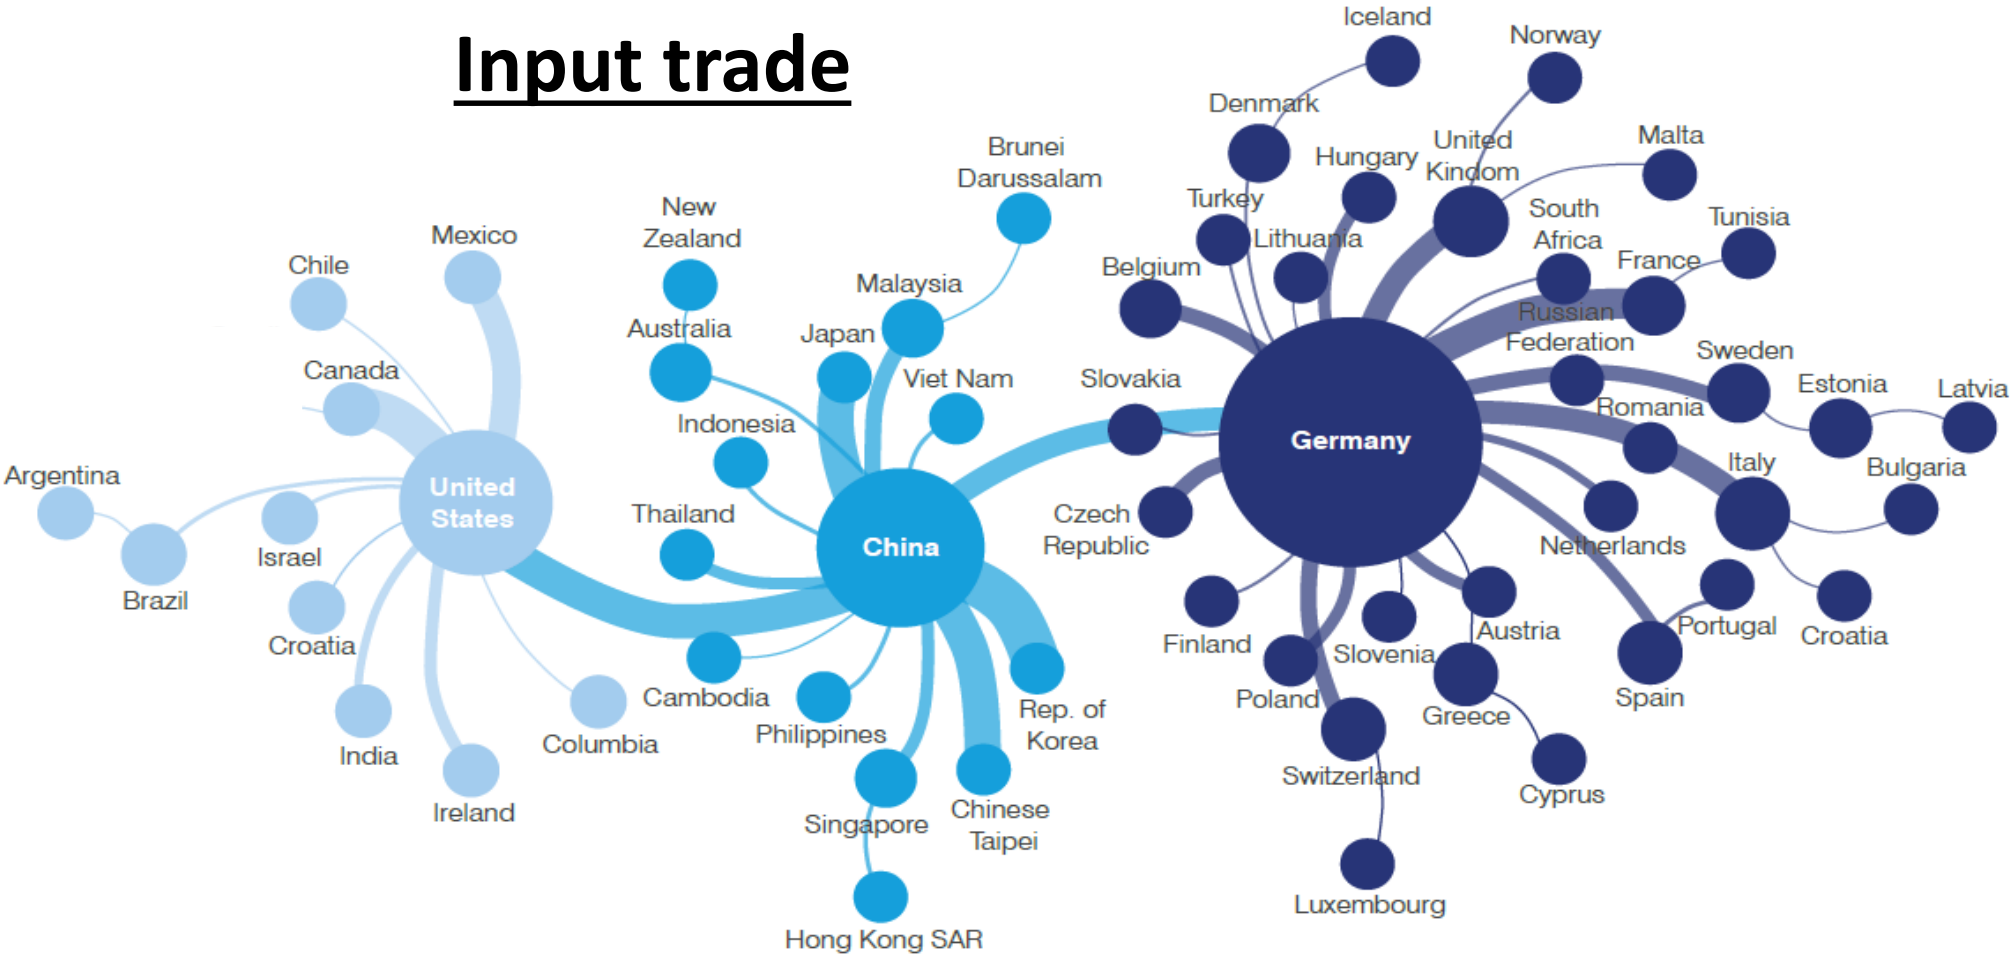 Input trade
Iceland
Norway
Denmark
United
Kindom
Malta
Hungary
Brunei
Darussalam
Turkey
New
Zealand
South
Africa
Tunisia
Mexico
Lithuania
Chile
Belgium
France
Malaysia
Australia
Japan
Russian
Federation
Canada
Viet Nam
Slovakia
Sweden
Estonia
Latvia
Indonesia
Romania
Germany
Argentina
Italy
Bulgaria
United
States
Thailand
Czech
Republic
China
Netherlands
Israel
Brazil
Croatia
Finland
Slovenia
Austria
Portugal
Croatia
Cambodia
Poland
Spain
Rep. of
Korea
Greece
Philippines
Columbia
India
Switzerland
Cyprus
Ireland
Singapore
Chinese
Taipei
Luxembourg
Hong Kong SAR